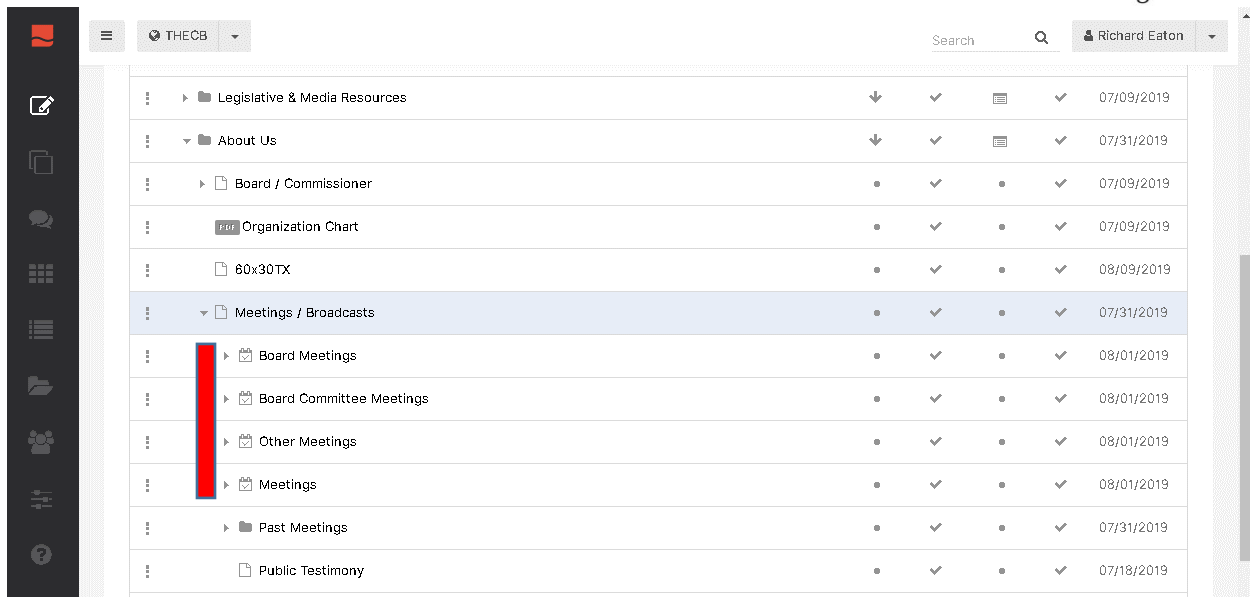 THECB
Search
Richard Eaton
Legislative & Media Resources 07/09/2019
About Us 07/31/2019
Board / Commissioner 07/09/2019
PDF Organization Chart 07/09/2019
60x30TX 08/09/2019
Meetings / Broadcasts 07/31/2019
Board Meetings 08/01/2019
Board Committee Meetings 08/01/2019
Other Meetings 08/01/2019
Meetings 08/01/2019
Past Meetings 07/31/2019
Public Testimony 07/18/2019